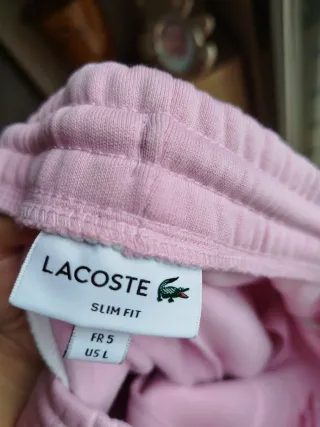 LACOSTE
SLIM FIT
FR 5
US L